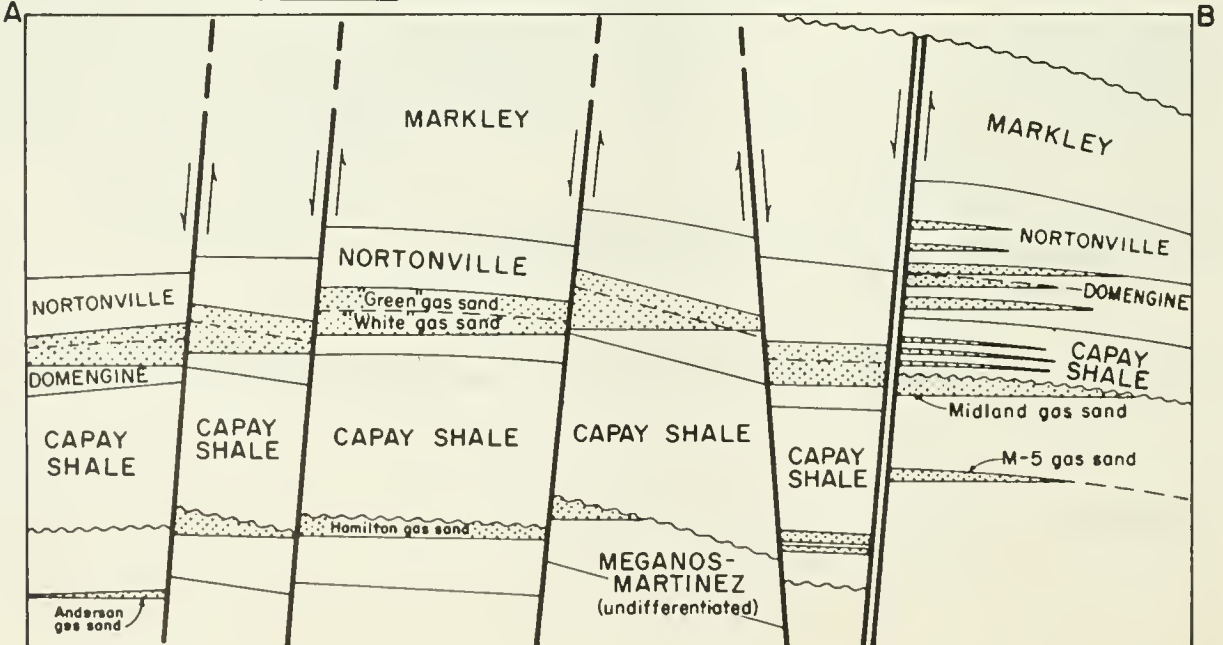 A
B
MARKLEY
MARKLEY
NORTONVILLE
NORTONVILLE
NORTONVILLE
"Green" gas sand
"White" gas sand
DOMENGINE
DOMENGINE
CAPAY
SHALE
CAPAY
SHALE
CAPAY SHALE
CAPAY SHALE
CAPAY
SHALE
CAPAY
SHALE
Midland gas sand
M-5 gas sand
Hamilton gas sand
MEGANOS-
MARTINEZ
(undifferentiated)
Anderson
gas sand